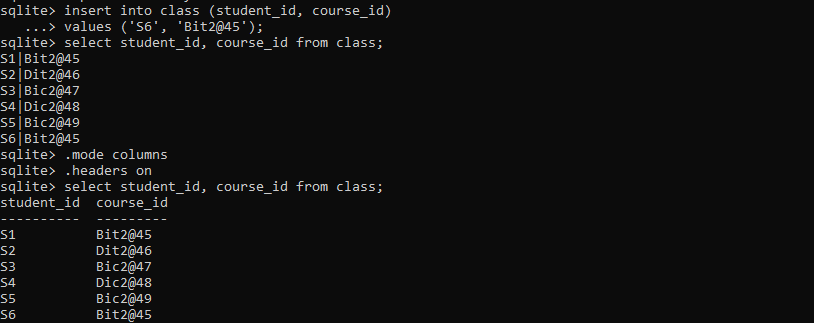 sqlite> insert into class (student_id, course_id)
   ...> values ('S6', 'Bit2@45');
sqlite> select student_id, course_id from class;
S1|Bit2@45
S2|Dit2@46
S3|Bic2@47
S4|Dic2@48
S5|Bic2@49
S6|Bit2@45
sqlite> .mode columns
sqlite> .headers on
sqlite> select student_id, course_id from class;
student_id  course_id
----------  ---------
S1          Bit2@45
S2          Dit2@46
S3          Bic2@47
S4          Dic2@48
S5          Bic2@49
S6          Bit2@45